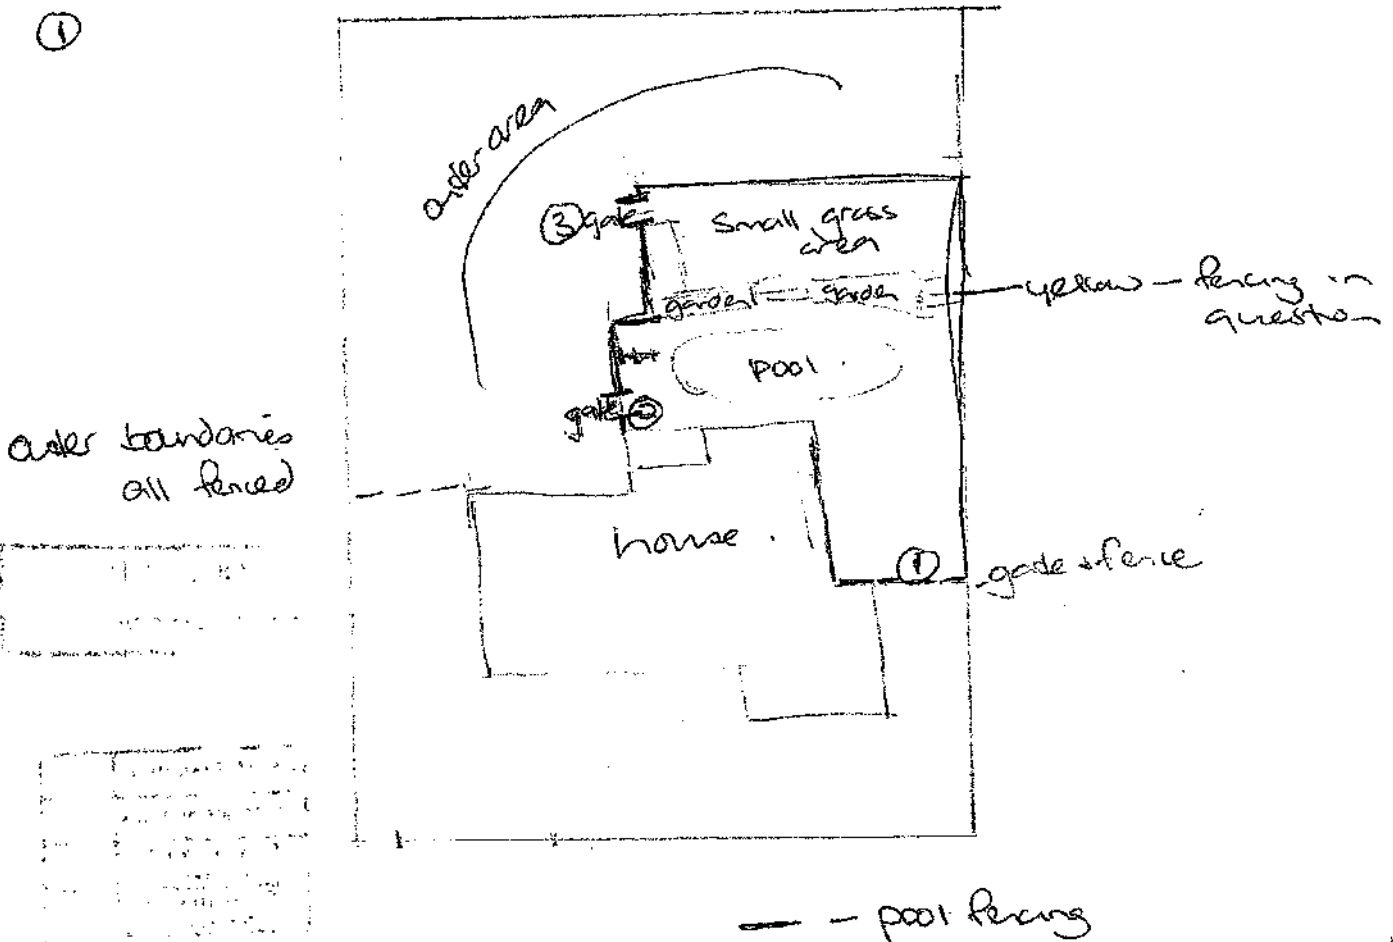 ①
outer area
③ gate
small grass
area
garden
garden
yellow - fencing in
question
pool
gate ②
outer boundaries
all fenced
house
①
gate & fence
- pool fencing